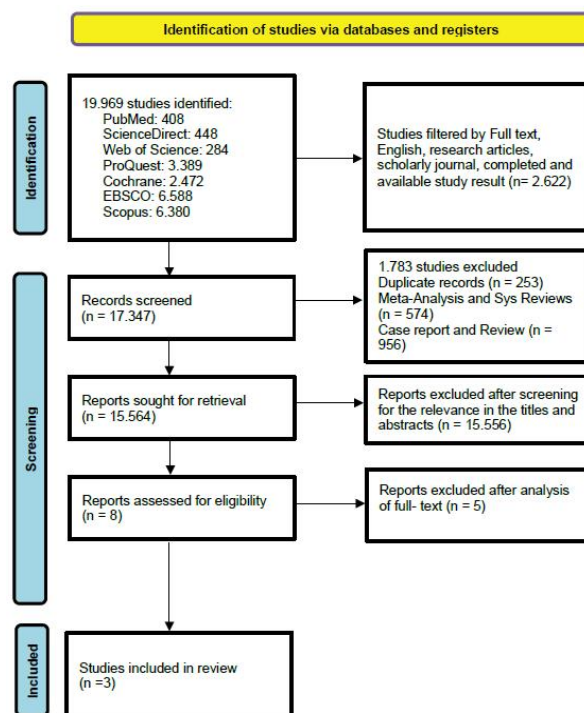 Identification of studies via databases and registers
Identification
19.969 studies identified:
PubMed: 408
ScienceDirect: 448
Web of Science: 284
ProQuest: 3.389
Cochrane: 2.472
EBSCO: 6.588
Scopus: 6.380
Studies filtered by Full text,
English, research articles,
scholarly journal, completed and
available study result (n= 2.622)
Screening
Records screened
(n = 17.347)
1.783 studies excluded
Duplicate records (n = 253)
Meta-Analysis and Sys Reviews
(n = 574)
Case report and Review (n =
956)
Reports sought for retrieval
(n = 15.564)
Reports excluded after screening
for the relevance in the titles and
abstracts (n = 15.556)
Reports assessed for eligibility
(n = 8)
Reports excluded after analysis
of full- text (n = 5)
Included
Studies included in review
(n =3)